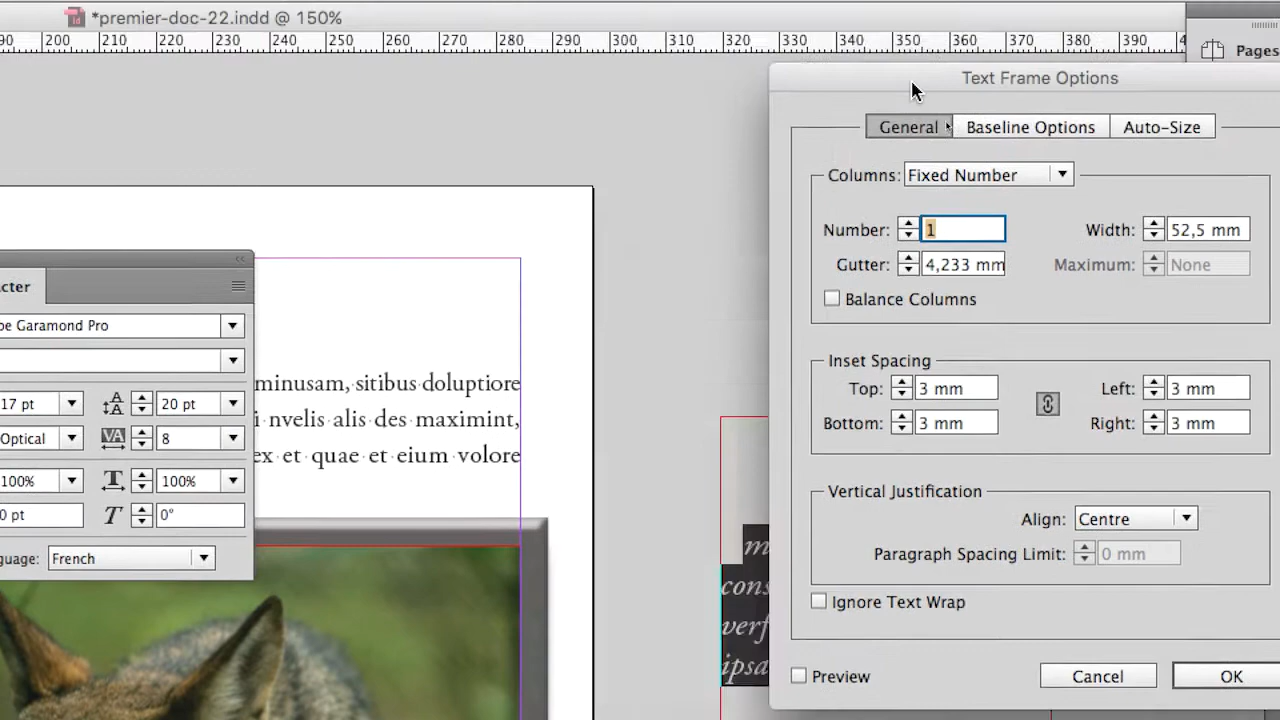 *premier-doc-22.indd @ 150%
90 200 210 220 230 240 250 260 270 280 290 300 310 320 330 340 350 360 370 380 390
Pages
Text Frame Options
General Baseline Options Auto-Size
Columns: Fixed Number
Number: 1 Width: 52,5 mm
Gutter: 4,233 mm Maximum: None
Balance Columns
Inset Spacing
Top: 3 mm Left: 3 mm
Bottom: 3 mm Right: 3 mm
Vertical Justification
Align: Centre
Paragraph Spacing Limit: 0 mm
Ignore Text Wrap
Preview Cancel OK
cter
be Garamond Pro
17 pt 20 pt
Optical 8
100% 100%
0 pt 0°
guage: French
minusam, sitibus doluptiore
i nvelis alis des maximint,
ex et quae et eium volore
m
cons
verf
ipsa